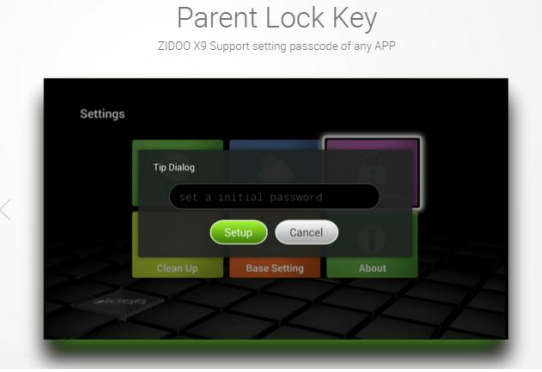 Parent Lock Key
ZIDOO X9 Support setting passcode of any APP
Settings
Tip Dialog
set a initial password
Setup
Cancel
Clean Up
Base Setting
About